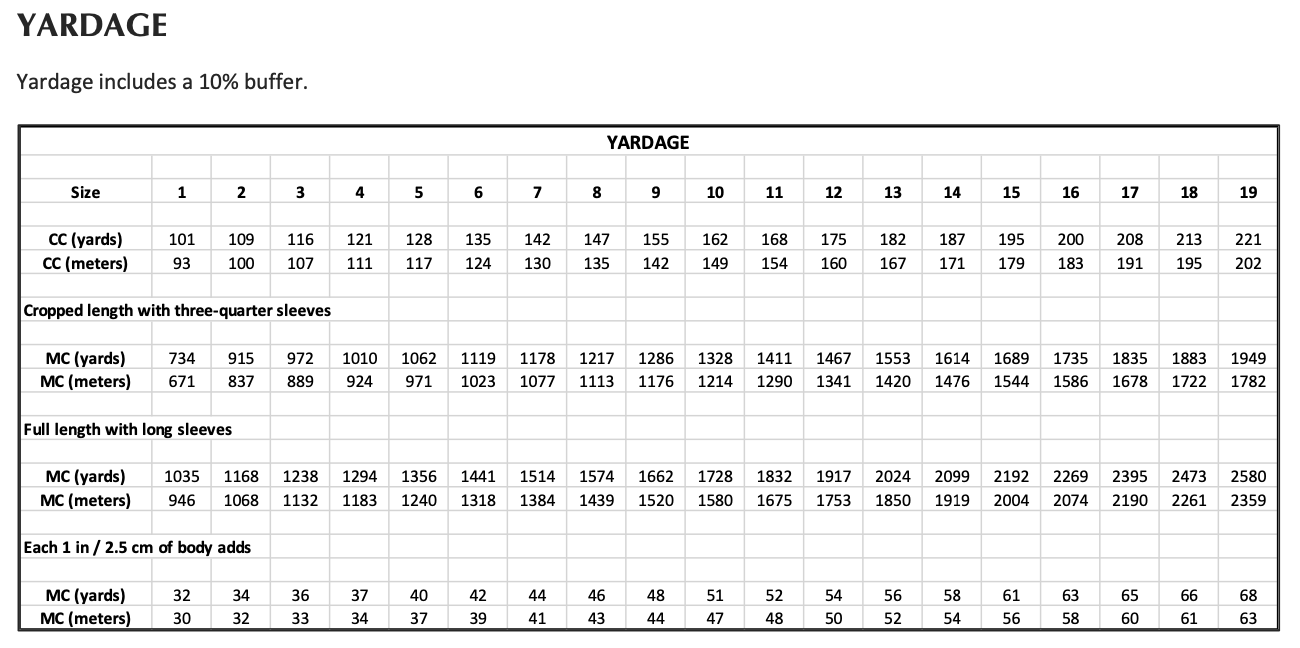 YARDAGE
Yardage includes a 10% buffer.
YARDAGE
Size 1 2 3 4 5 6 7 8 9 10 11 12 13 14 15 16 17 18 19
CC (yards) 101 109 116 121 128 135 142 147 155 162 168 175 182 187 195 200 208 213 221
CC (meters) 93 100 107 111 117 124 130 135 142 149 154 160 167 171 179 183 191 195 202
Cropped length with three-quarter sleeves
MC (yards) 734 915 972 1010 1062 1119 1178 1217 1286 1328 1411 1467 1553 1614 1689 1735 1835 1883 1949
MC (meters) 671 837 889 924 971 1023 1077 1113 1176 1214 1290 1341 1420 1476 1544 1586 1678 1722 1782
Full length with long sleeves
MC (yards) 1035 1168 1238 1294 1356 1441 1514 1574 1662 1728 1832 1917 2024 2099 2192 2269 2395 2473 2580
MC (meters) 946 1068 1132 1183 1240 1318 1384 1439 1520 1580 1675 1753 1850 1919 2004 2074 2190 2261 2359
Each 1 in / 2.5 cm of body adds
MC (yards) 32 34 36 37 40 42 44 46 48 51 52 54 56 58 61 63 65 66 68
MC (meters) 30 32 33 34 37 39 41 43 44 47 48 50 52 54 56 58 60 61 63